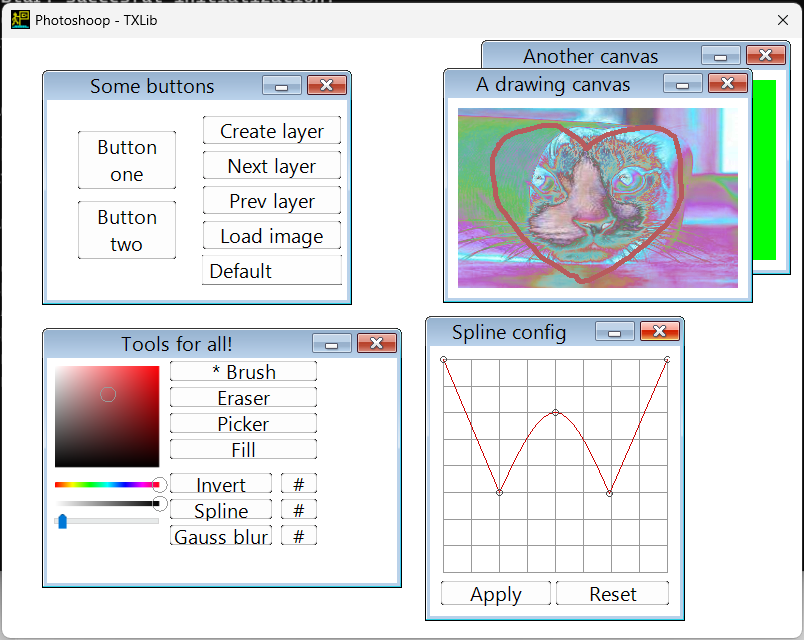 Photoshoop - TXLib
Some buttons
Button
one
Button
two
Create layer
Next layer
Prev layer
Load image
Default
Another canvas
A drawing canvas
Tools for all!
* Brush
Eraser
Picker
Fill
Invert #
Spline #
Gauss blur #
Spline config
Apply Reset